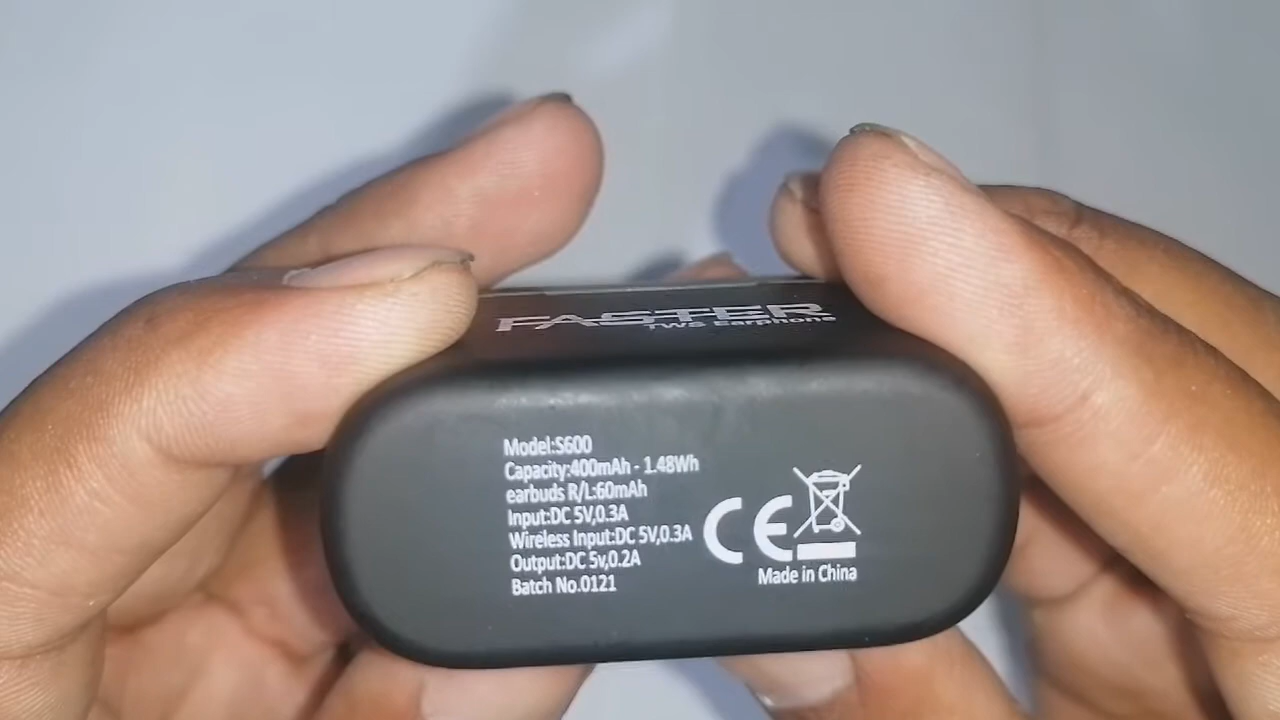 FASTER
TWS Earphone
Model:S600
Capacity:400mAh - 1.48Wh
earbuds R/L:60mAh
Input:DC 5V,0.3A
Wireless Input:DC 5V,0.3A
Output:DC 5v,0.2A
Batch No.0121
CE
Made in China